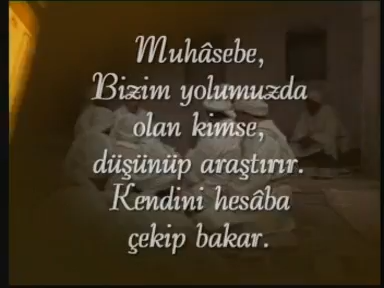 Muhâsebe,
Bizim yolumuzda
olan kimse,
düşünüp araştırır.
Kendini hesâba
çekip bakar.